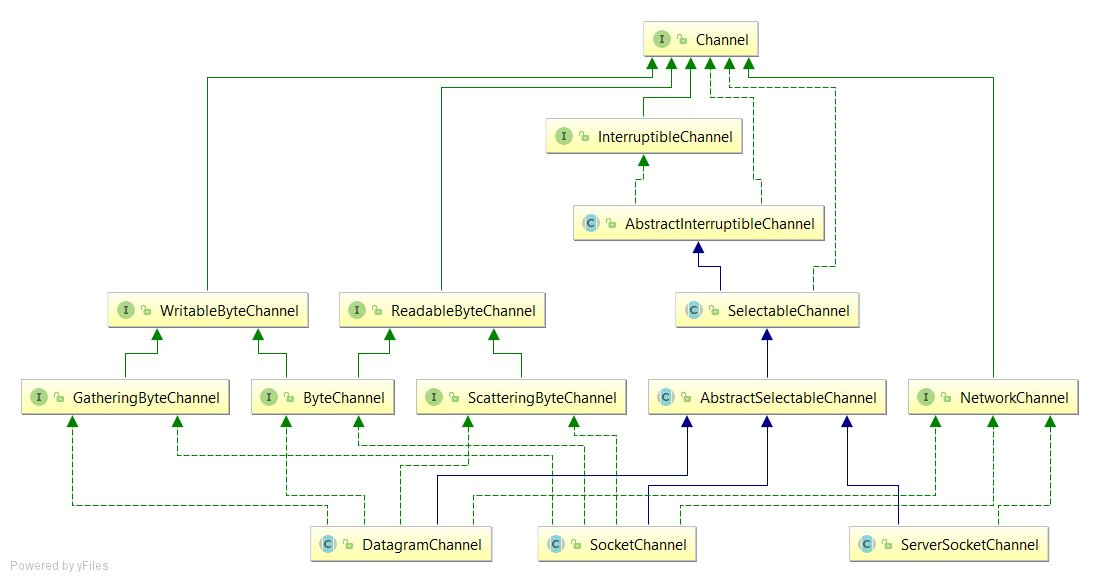 I Channel
I InterruptibleChannel
C AbstractInterruptibleChannel
I WritableByteChannel
I ReadableByteChannel
C SelectableChannel
I GatheringByteChannel
I ByteChannel
I ScatteringByteChannel
C AbstractSelectableChannel
I NetworkChannel
C DatagramChannel
C SocketChannel
C ServerSocketChannel
Powered by yFiles